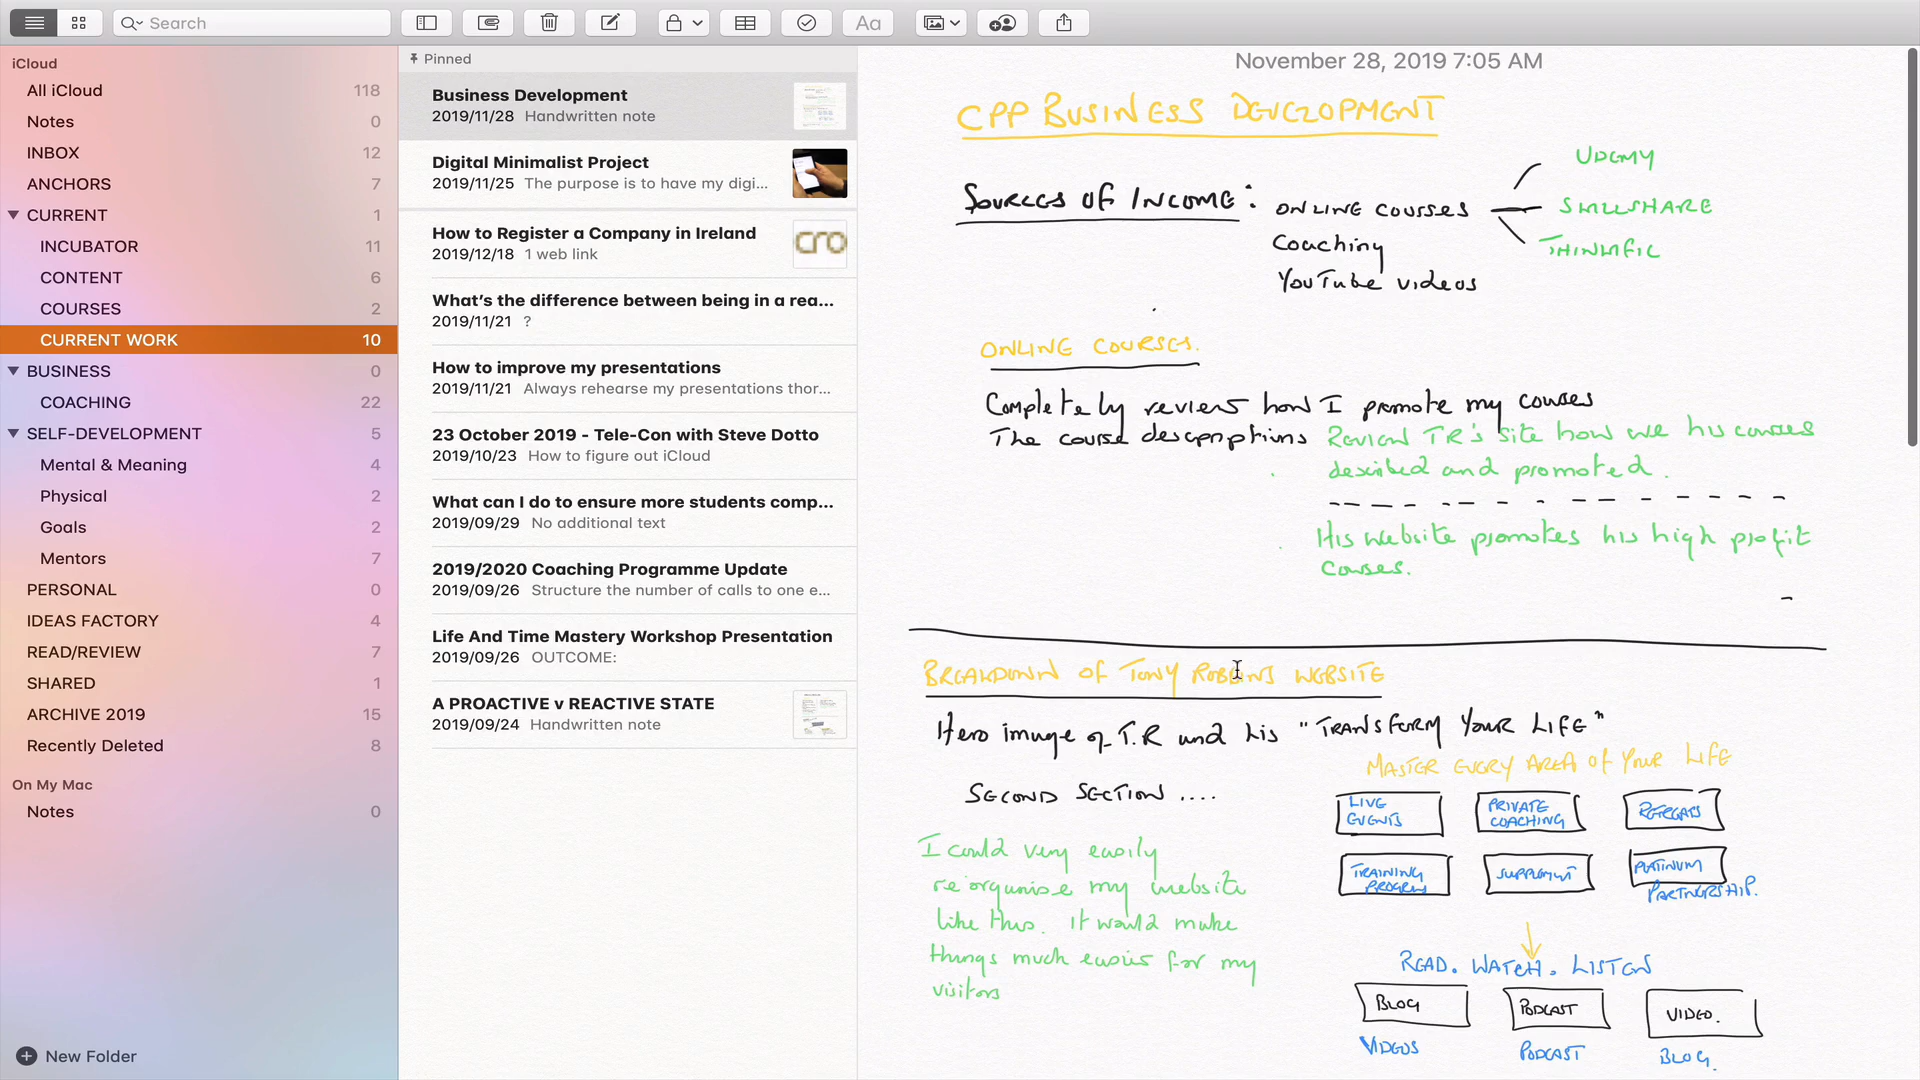 Search
Aa
iCloud
All iCloud 118
Notes 0
INBOX 12
ANCHORS 7
CURRENT 1
INCUBATOR 11
CONTENT 6
COURSES 2
CURRENT WORK 10
BUSINESS 0
COACHING 22
SELF-DEVELOPMENT 5
Mental & Meaning 4
Physical 2
Goals 2
Mentors 7
PERSONAL 0
IDEAS FACTORY 4
READ/REVIEW 7
SHARED 1
ARCHIVE 2019 15
Recently Deleted 8
On My Mac
Notes 0
New Folder
Pinned
Business Development
2019/11/28 Handwritten note
Digital Minimalist Project
2019/11/25 The purpose is to have my digi...
How to Register a Company in Ireland
2019/12/18 1 web link
cro
What's the difference between being in a rea...
2019/11/21 ?
How to improve my presentations
2019/11/21 Always rehearse my presentations thor...
23 October 2019 - Tele-Con with Steve Dotto
2019/10/23 How to figure out iCloud
What can I do to ensure more students comp...
2019/09/29 No additional text
2019/2020 Coaching Programme Update
2019/09/26 Structure the number of calls to one e...
Life And Time Mastery Workshop Presentation
2019/09/26 OUTCOME:
A PROACTIVE v REACTIVE STATE
2019/09/24 Handwritten note
November 28, 2019 7:05 AM
CPP BUSINESS DEVELOPMENT
SOURCES OF INCOME:
ONLINE COURSES
Coaching
YouTube videos
UDEMY
SKILLSHARE
THINKIFIC
ONLINE COURSES.
Completely review how I promote my courses
The course descriptions
Review TR's site how we his courses
described and promoted.
His website promotes his high profit
courses.
BREAKDOWN OF TONY ROBBINS WEBSITE
Hero image of T.R and his "TRANSFORM YOUR LIFE"
SECOND SECTION ....
MASTER EVERY AREA OF YOUR LIFE
LIVE EVENTS
PRIVATE COACHING
RETREATS
TRAINING
SUPPLEMENT
PLATINUM PARTNERSHIP.
I could very easily
re'organise my website
like this. It would make
things much easier for my
visitors
READ. WATCH. LISTEN
BLOG
PODCAST
VIDEO.
VIDEOS
PODCAST
BLOG.